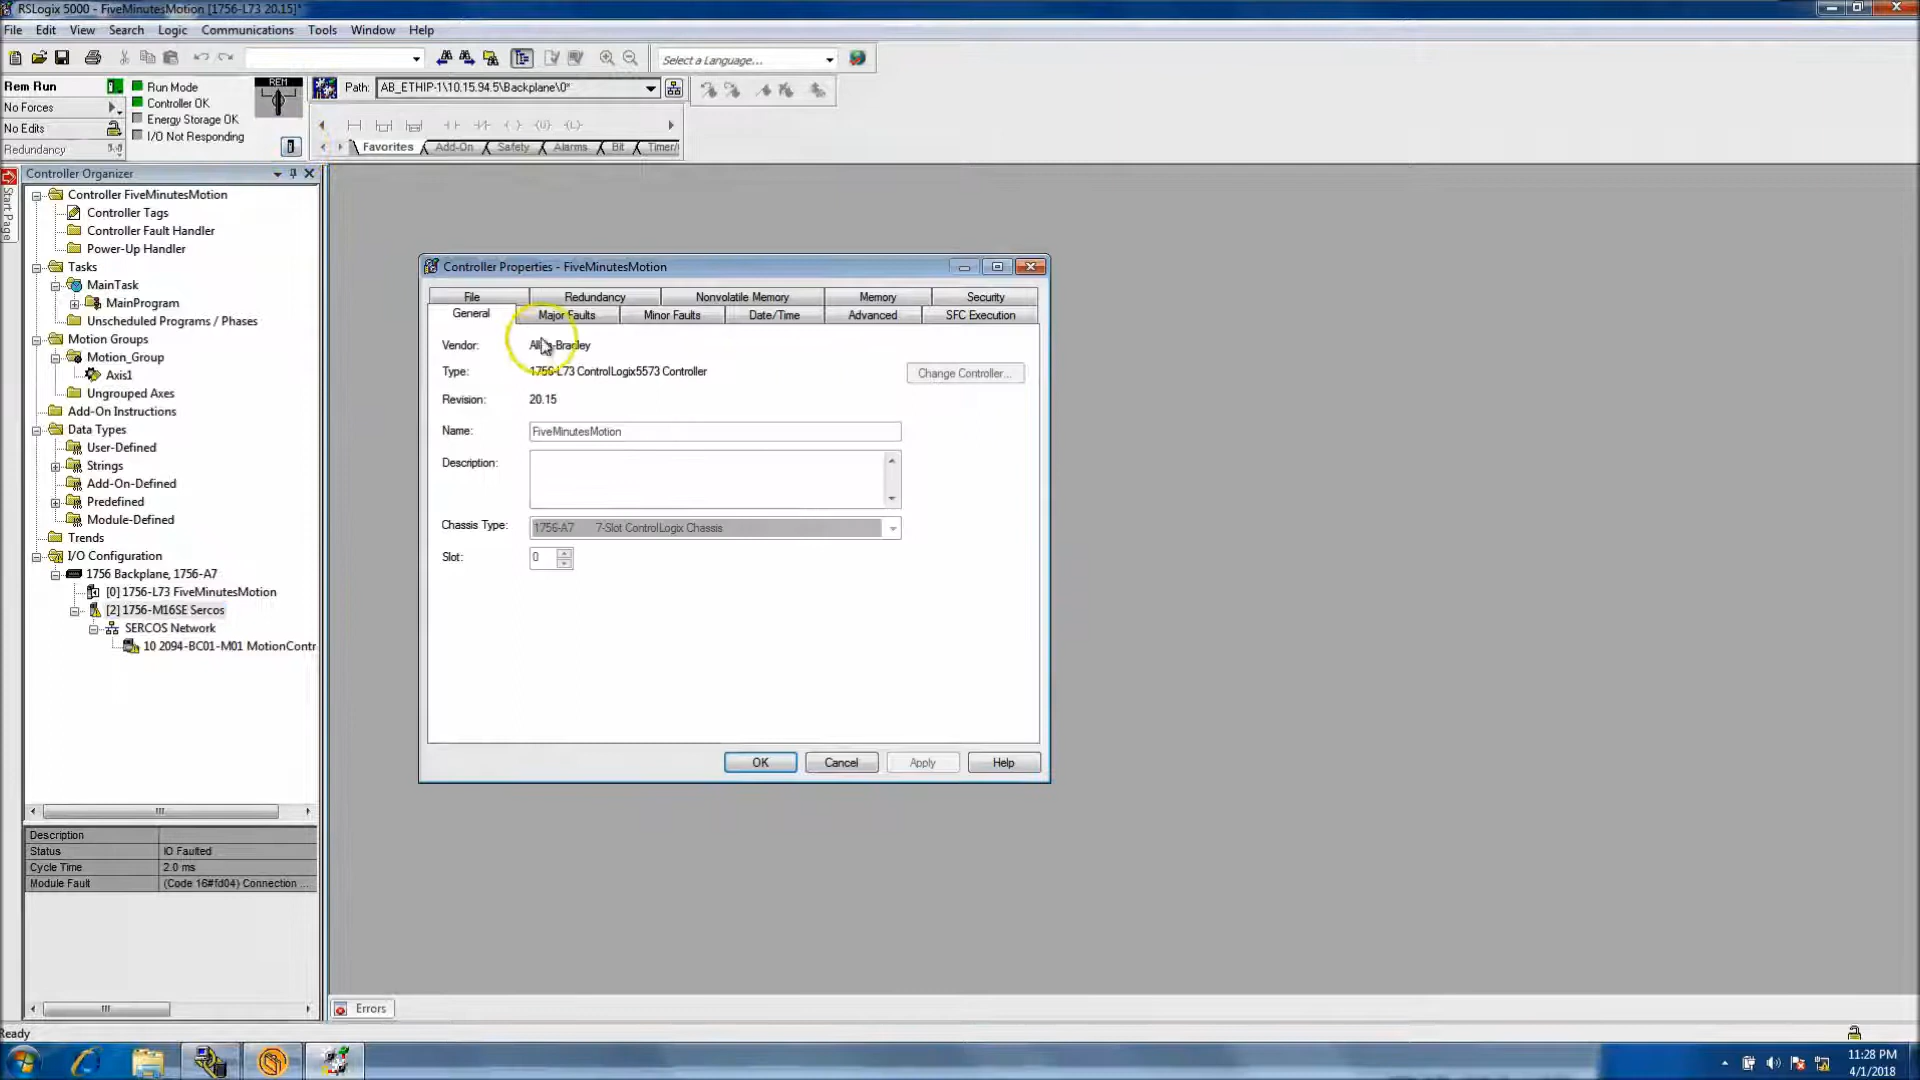 RSLogix 5000 - FiveMinutesMotion [1756-L73 20.15]*
File Edit View Search Logic Communications Tools Window Help
Select a Language...
Rem Run
No Forces
No Edits
Redundancy
Run Mode
Controller OK
Energy Storage OK
I/O Not Responding
REM
Path: AB_ETHIP-1\10.15.94.5\Backplane\0*
Favorites Add-On Safety Alarms Bit Timer/
Start Page
Controller Organizer
Controller FiveMinutesMotion
Controller Tags
Controller Fault Handler
Power-Up Handler
Tasks
MainTask
MainProgram
Unscheduled Programs / Phases
Motion Groups
Motion_Group
Axis1
Ungrouped Axes
Add-On Instructions
Data Types
User-Defined
Strings
Add-On-Defined
Predefined
Module-Defined
Trends
I/O Configuration
1756 Backplane, 1756-A7
[0] 1756-L73 FiveMinutesMotion
[2] 1756-M16SE Sercos
SERCOS Network
10 2094-BC01-M01 MotionContr
Description
Status IO Faulted
Cycle Time 2.0 ms
Module Fault (Code 16#fd04) Connection ...
Controller Properties - FiveMinutesMotion
File Redundancy Nonvolatile Memory Memory Security
General Major Faults Minor Faults Date/Time Advanced SFC Execution
Vendor: Allen-Bradley
Type: 1756-L73 ControlLogix5573 Controller
Change Controller...
Revision: 20.15
Name: FiveMinutesMotion
Description:
Chassis Type: 1756-A7 7-Slot ControlLogix Chassis
Slot: 0
OK Cancel Apply Help
Errors
Ready
11:28 PM
4/1/2018